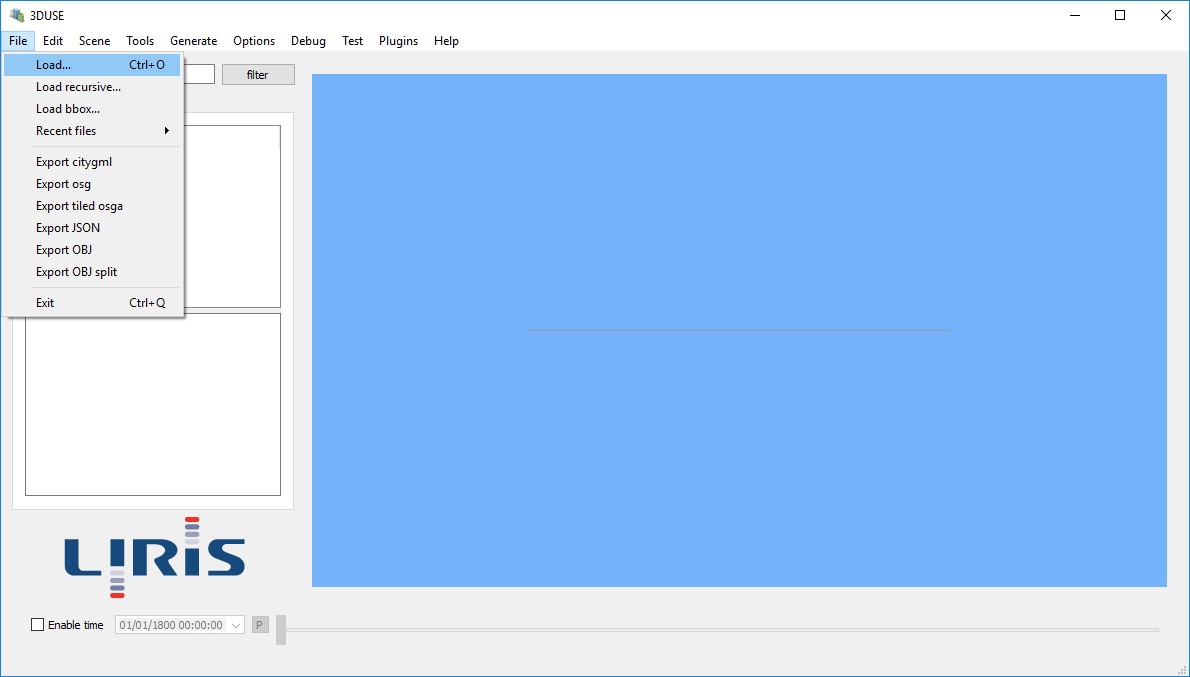 3DUSE
File Edit Scene Tools Generate Options Debug Test Plugins Help
Load... Ctrl+O
filter
Load recursive...
Load bbox...
Recent files
Export citygml
Export osg
Export tiled osga
Export JSON
Export OBJ
Export OBJ split
Exit Ctrl+Q
LIRIS
Enable time 01/01/1800 00:00:00 P